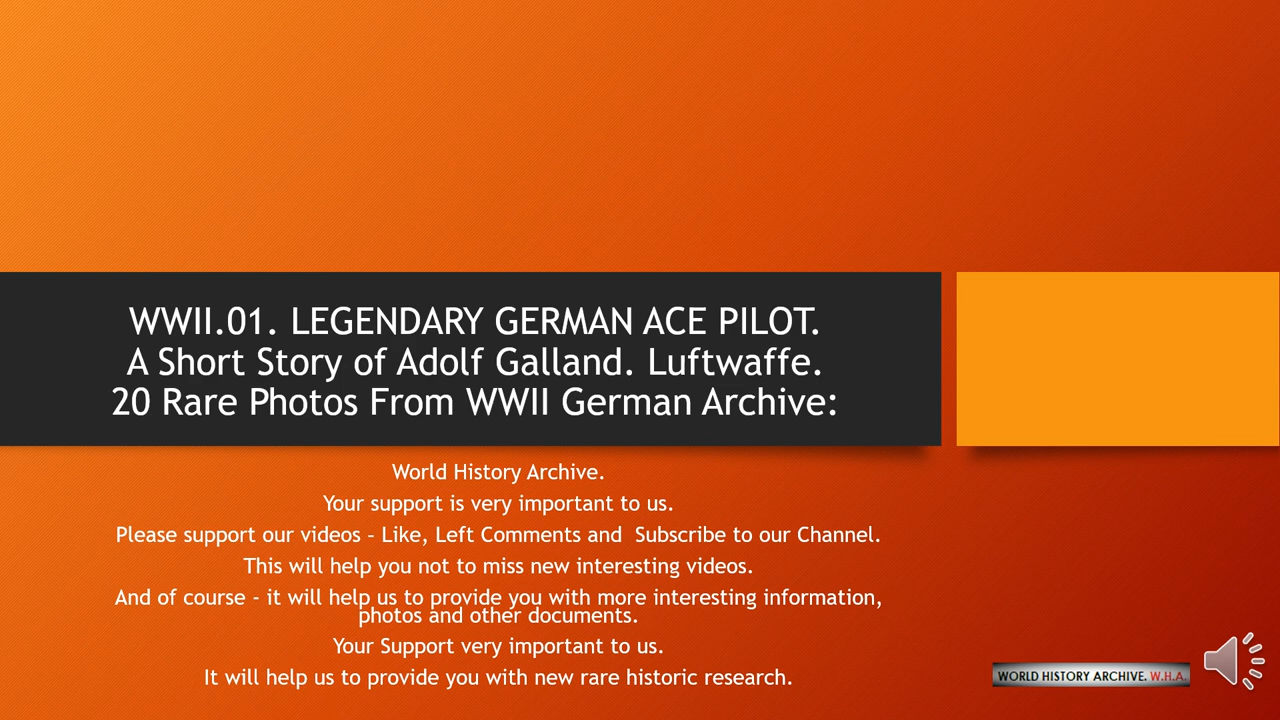 WWII.01. LEGENDARY GERMAN ACE PILOT.
A Short Story of Adolf Galland. Luftwaffe.
20 Rare Photos From WWII German Archive:
World History Archive.
Your support is very important to us.
Please support our videos – Like, Left Comments and  Subscribe to our Channel.
This will help you not to miss new interesting videos.
And of course - it will help us to provide you with more interesting information,
photos and other documents.
Your Support very important to us.
It will help us to provide you with new rare historic research.
WORLD HISTORY ARCHIVE. W.H.A.